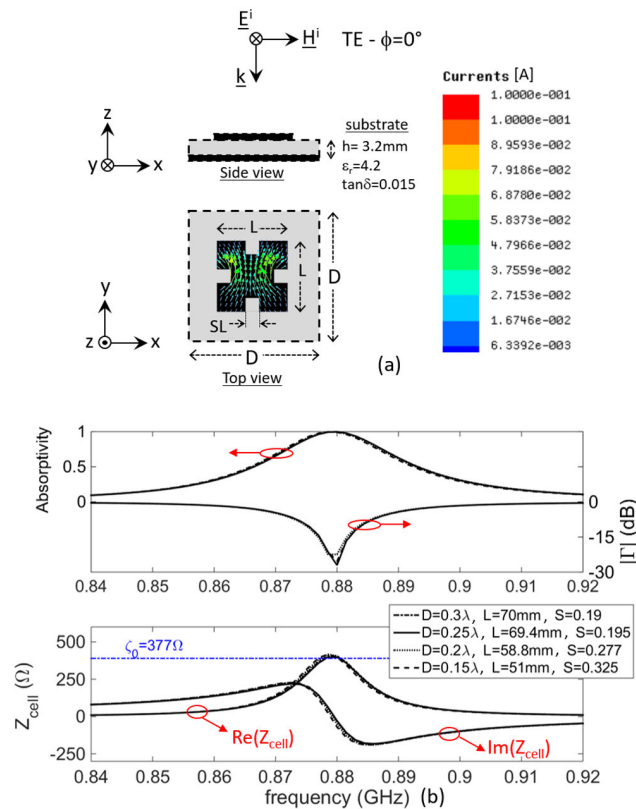 E^i
H^i TE - ϕ=0°
k
Currents [A]
1.0000e-001
1.0000e-001
8.9593e-002
7.9186e-002
6.8780e-002
5.8373e-002
4.7966e-002
3.7559e-002
2.7153e-002
1.6746e-002
6.3392e-003
z
y x
Side view
substrate
h= 3.2mm
ε_r=4.2
tanδ=0.015
L
L
D
SL
D
Top view
y
z x
(a)
Absorptivity
1
0.5
0
0
-15
-30
|Γ| (dB)
0.84 0.85 0.86 0.87 0.88 0.89 0.9 0.91 0.92
D=0.3λ, L=70mm, S=0.19
D=0.25λ, L=69.4mm, S=0.195
D=0.2λ, L=58.8mm, S=0.277
D=0.15λ, L=51mm, S=0.325
Z_cell (Ω)
500
250
0
-250
ζ_0=377Ω
Re(Z_cell)
Im(Z_cell)
0.84 0.85 0.86 0.87 0.88 0.89 0.9 0.91 0.92
frequency (GHz) (b)